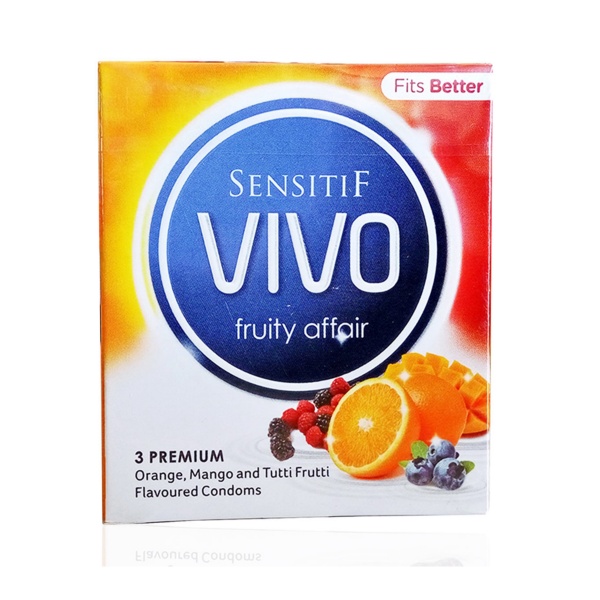 Fits Better
SENSITIF
VIVO
fruity affair
3 PREMIUM
Orange, Mango and Tutti Frutti
Flavoured Condoms